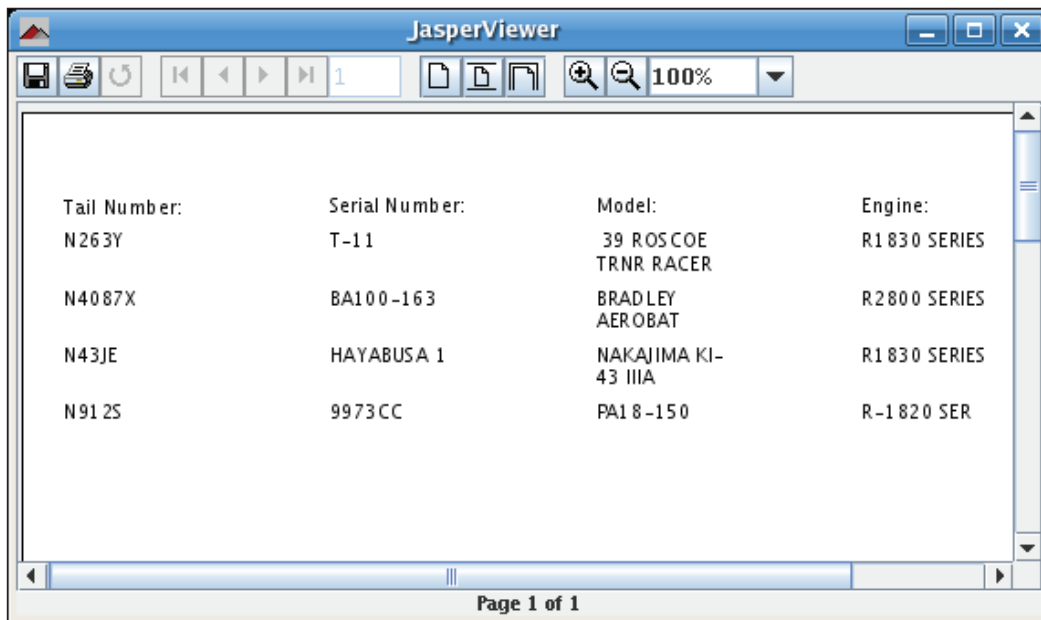 JasperViewer
1 100%
Tail Number: Serial Number: Model: Engine:
N263Y T-11 39 ROSCOE R1830 SERIES
TRNR RACER
N4087X BA100-163 BRADLEY R2800 SERIES
AEROBAT
N43JE HAYABUSA 1 NAKAJIMA KI- R1830 SERIES
43 IIIA
N912S 9973CC PA18-150 R-1820 SER
Page 1 of 1